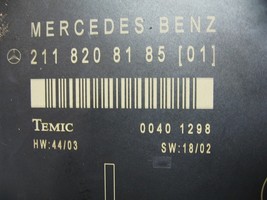 MERCEDES-BENZ
211 820 81 85 [01]
TEMIC 0040 1298
HW:44/03 SW:18/02